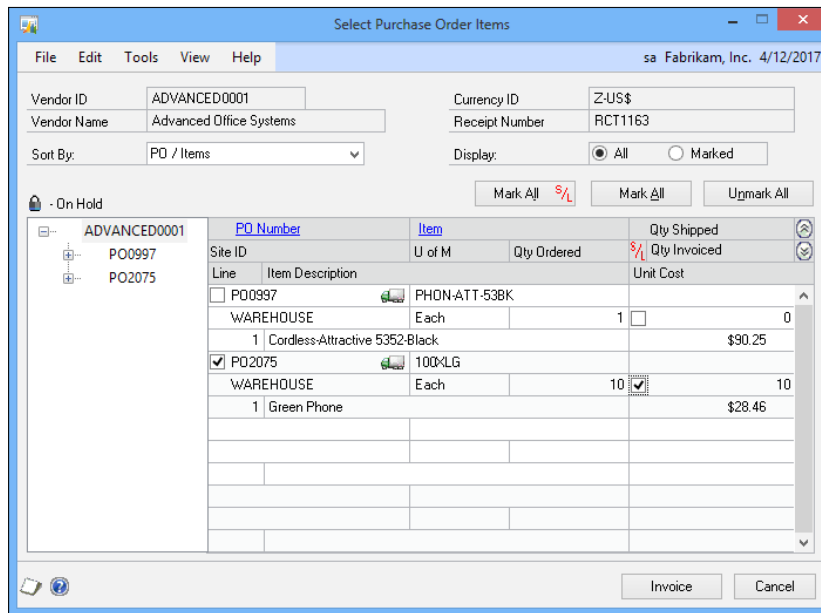 Select Purchase Order Items
File Edit Tools View Help sa Fabrikam, Inc. 4/12/2017
Vendor ID ADVANCED0001 Currency ID Z-US$
Vendor Name Advanced Office Systems Receipt Number RCT1163
Sort By: PO / Items Display: All Marked
Mark All S/L Mark All Unmark All
- On Hold
ADVANCED0001
PO0997
PO2075
PO Number Item Qty Shipped
Site ID U of M Qty Ordered S/L Qty Invoiced
Line Item Description Unit Cost
PO0997 PHON-ATT-53BK
WAREHOUSE Each 1 0
1 Cordless-Attractive 5352-Black $90.25
PO2075 100XLG
WAREHOUSE Each 10 10
1 Green Phone $28.46
Invoice Cancel